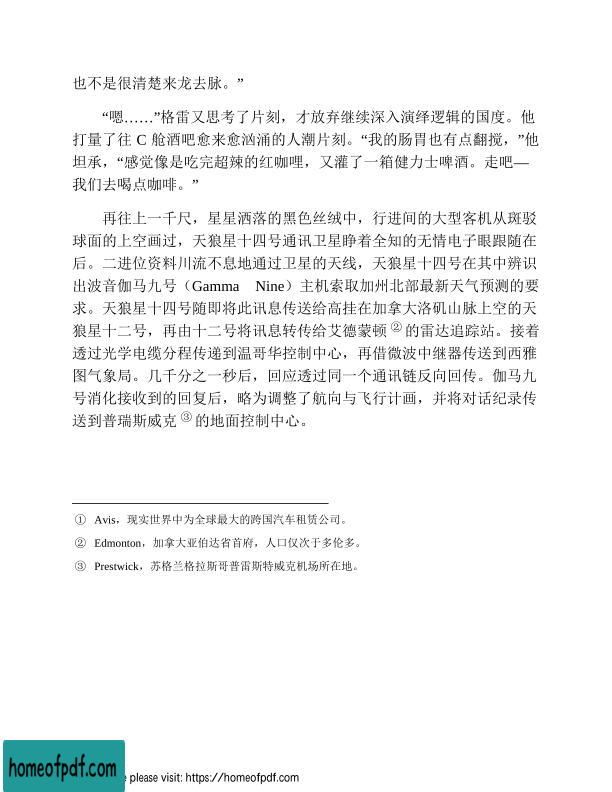 也不是很清楚来龙去脉。”
“嗯……”格雷又思考了片刻，才放弃继续深入演绎逻辑的国度。他
打量了往 C 舱酒吧愈来愈汹涌的人潮片刻。“我的肠胃也有点翻搅，”他
坦承，“感觉像是吃完超辣的红咖哩，又灌了一箱健力士啤酒。走吧—
我们去喝点咖啡。”
再往上一千尺，星星洒落的黑色丝绒中，行进间的大型客机从斑驳
球面的上空画过，天狼星十四号通讯卫星睁着全知的无情电子眼跟随在
后。二进位资料川流不息地通过卫星的天线，天狼星十四号在其中辨识
出波音伽马九号（Gamma Nine）主机索取加州北部最新天气预测的要
求。天狼星十四号随即将此讯息传送给高挂在加拿大洛矶山脉上空的天
狼星十二号，再由十二号将讯息转传给艾德蒙顿 ② 的雷达追踪站。接着
透过光学电缆分程传递到温哥华控制中心，再借微波中继器传送到西雅
图气象局。几千分之一秒后，回应透过同一个通讯链反向回传。伽马九
号消化接收到的回复后，略为调整了航向与飞行计画，并将对话纪录传
送到普瑞斯威克 ③ 的地面控制中心。
① Avis，现实世界中为全球最大的跨国汽车租赁公司。
② Edmonton，加拿大亚伯达省首府，人口仅次于多伦多。
③ Prestwick，苏格兰格拉斯哥普雷斯特威克机场所在地。
homeofpdf.com
e please visit: https://homeofpdf.com